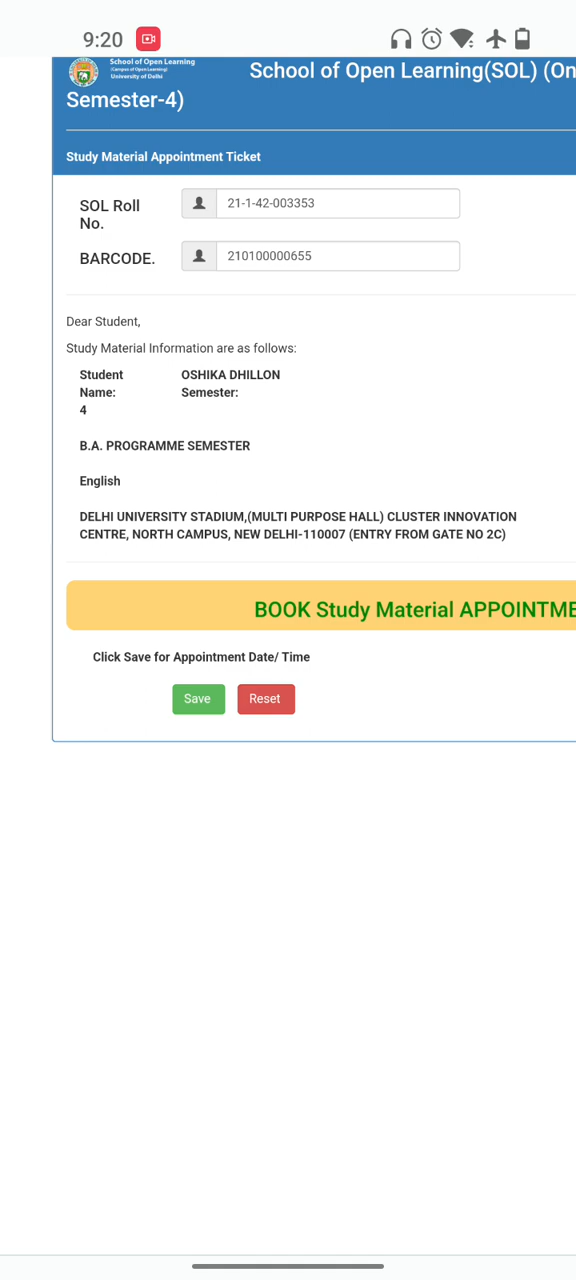 9:20
School of Open Learning
(Campus of Open Learning)
University of Delhi
School of Open Learning(SOL) (On
Semester-4)
Study Material Appointment Ticket
SOL Roll No.
21-1-42-003353
BARCODE.
210100000655
Dear Student,
Study Material Information are as follows:
Student Name:
OSHIKA DHILLON
Semester:
4
B.A. PROGRAMME SEMESTER
English
DELHI UNIVERSITY STADIUM,(MULTI PURPOSE HALL) CLUSTER INNOVATION
CENTRE, NORTH CAMPUS, NEW DELHI-110007 (ENTRY FROM GATE NO 2C)
BOOK Study Material APPOINTME
Click Save for Appointment Date/ Time
Save
Reset